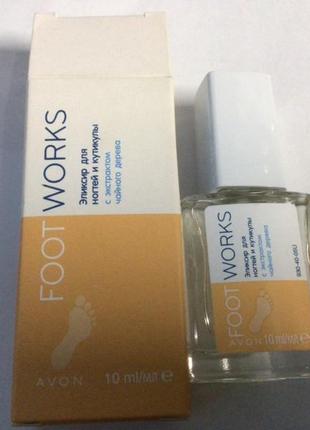 FOOT WORKS
Эликсир для
ногтей и кутикулы
с экстрактом
чайного дерева
AVON
10 ml/мл e
FOOT WORKS
Эликсир для
ногтей и кутикулы
с экстрактом
чайного дерева
AVON
10 ml/мл e